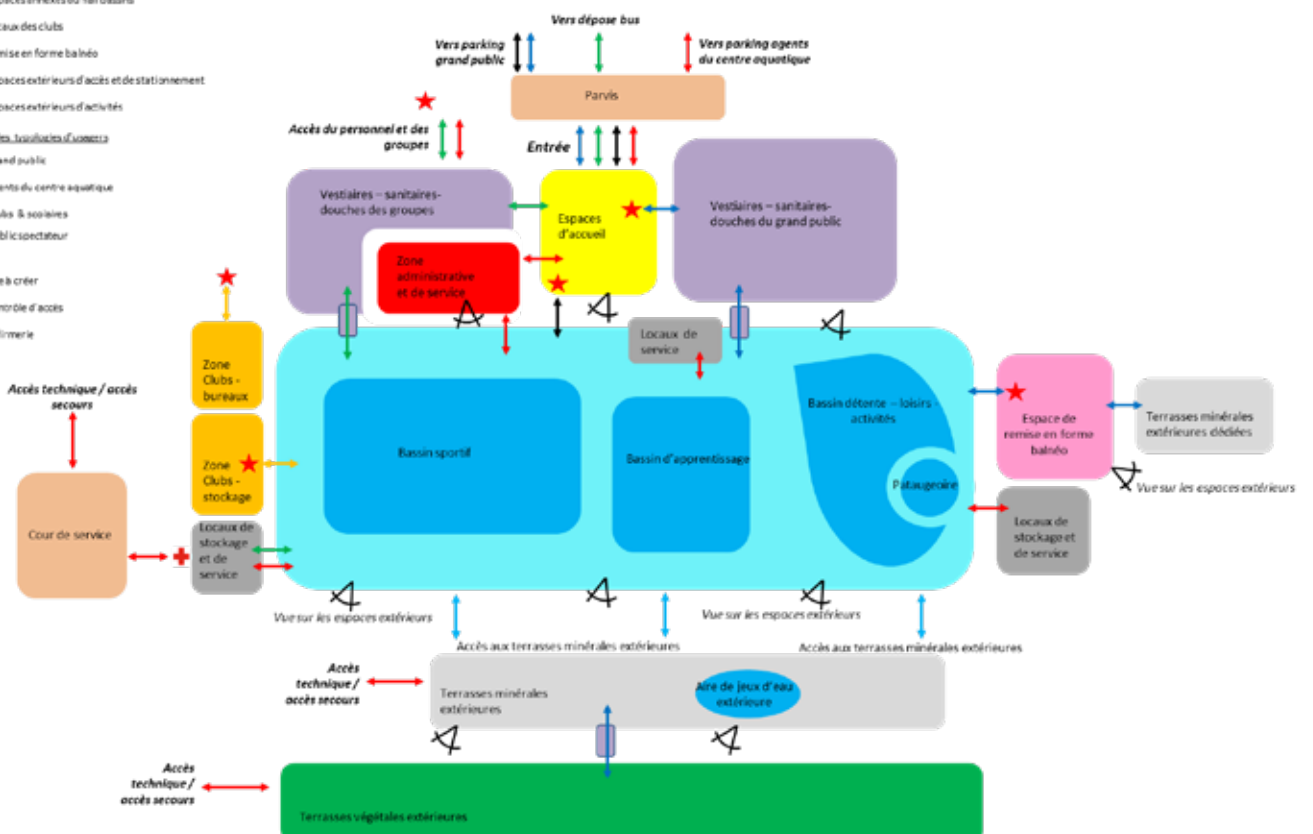 caux des clubs
mise en forme balnéo
paces extérieurs d'accès et de stationnement
paces extérieurs d'activités
es typologies d'usagers
and public
ents du centre aquatique
ubs & scolaires
blic spectateur
e à créer
ntrôle d'accès
firmerie
Vers dépose bus
Vers parking
grand public
Vers parking agents
du centre aquatique
Parvis
Accès du personnel et des
groupes
Entrée
Vestiaires – sanitaires-
douches des groupes
Espaces
d'accueil
Vestiaires – sanitaires-
douches du grand public
Zone
administrative
et de service
Locaux de
service
Zone
Clubs -
bureaux
Accès technique / accès
secours
Zone
Clubs -
stockage
Cour de service
Locaux de
stockage
et de
service
Bassin sportif
Bassin d'apprentissage
Bassin détente – loisirs -
activités
Pataugeoire
Espace de
remise en forme
balnéo
Terrasses minérales
extérieures dédiées
Vue sur les espaces extérieurs
Locaux de
stockage et
de service
Vue sur les espaces extérieurs
Vue sur les espaces extérieurs
Accès aux terrasses minérales extérieures
Accès aux terrasses minérales extérieures
Accès
technique /
accès secours
Terrasses minérales
extérieures
Aire de jeux d'eau
extérieure
Accès
technique /
accès secours
Terrasses végétales extérieures